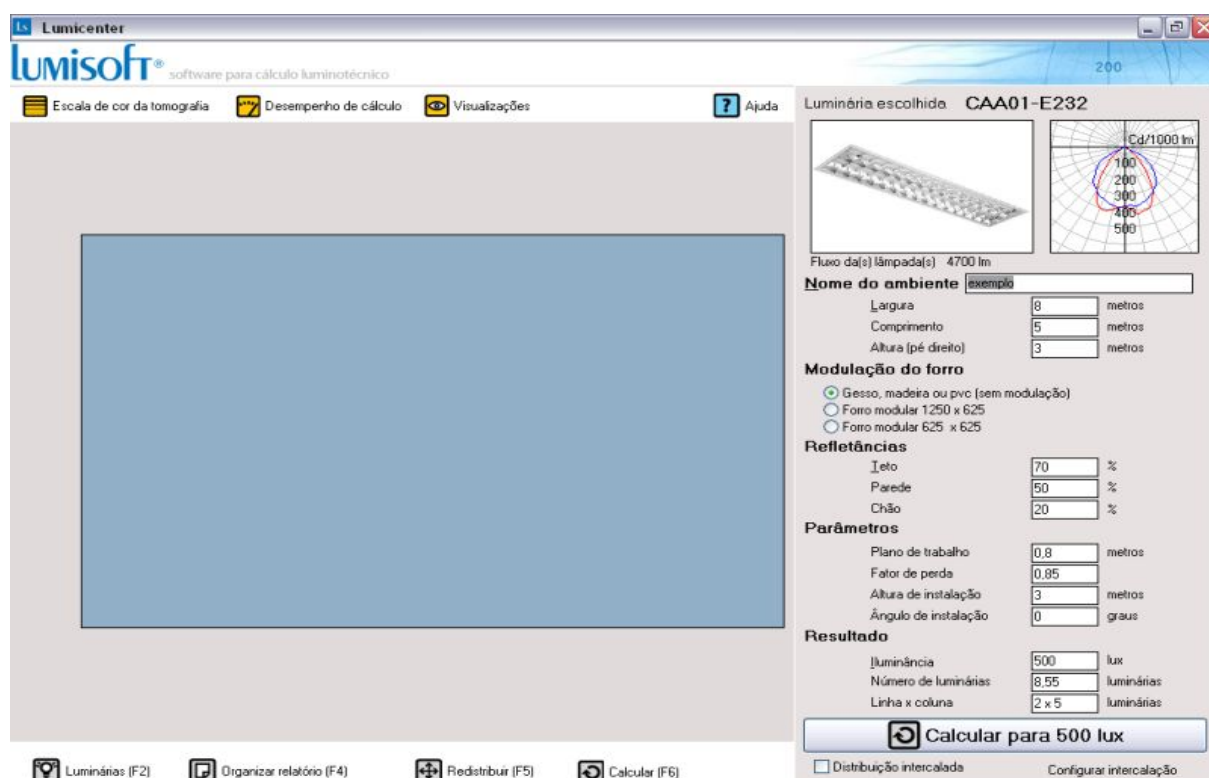 Ls Lumicenter
Lumisoft® software para cálculo luminotécnico
200
Escala de cor da tomografia Desempenho de cálculo Visualizações ? Ajuda
Luminária escolhida CAA01-E232
Cd/1000 lm
100
200
300
400
500
Fluxo da(s) lâmpada(s) 4700 lm
Nome do ambiente exemplo
Largura 8 metros
Comprimento 5 metros
Altura (pé direito) 3 metros
Modulação do forro
Gesso, madeira ou pvc (sem modulação)
Forro modular 1250 x 625
Forro modular 625 x 625
Refletâncias
Teto 70 %
Parede 50 %
Chão 20 %
Parâmetros
Plano de trabalho 0,8 metros
Fator de perda 0,85
Altura de instalação 3 metros
Ângulo de instalação 0 graus
Resultado
Iluminância 500 lux
Número de luminárias 8,55 luminárias
Linha x coluna 2 x 5 luminárias
Calcular para 500 lux
Luminárias (F2) Organizar relatório (F4) Redistribuir (F5) Calcular (F6)
Distribuição intercalada Configurar intercalação